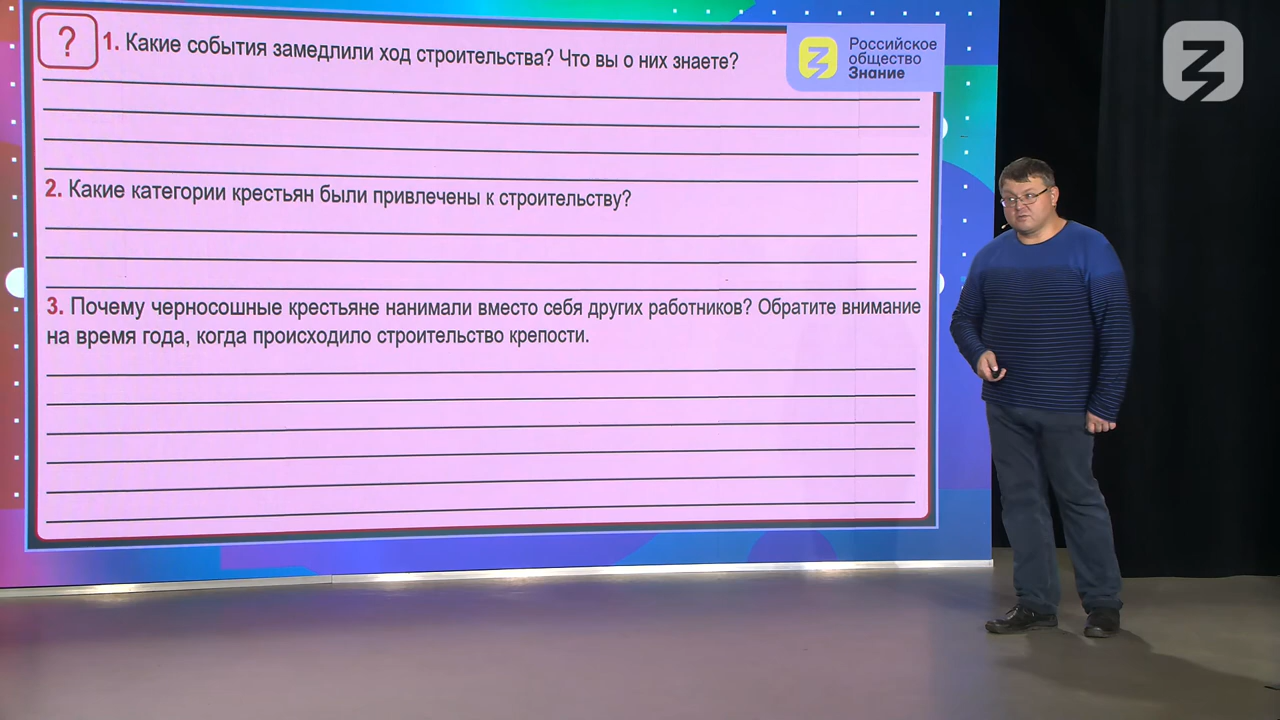 ?
1. Какие события замедлили ход строительства? Что вы о них знаете?
Российское
общество
Знание
2. Какие категории крестьян были привлечены к строительству?
3. Почему черносошные крестьяне нанимали вместо себя других работников? Обратите внимание
на время года, когда происходило строительство крепости.